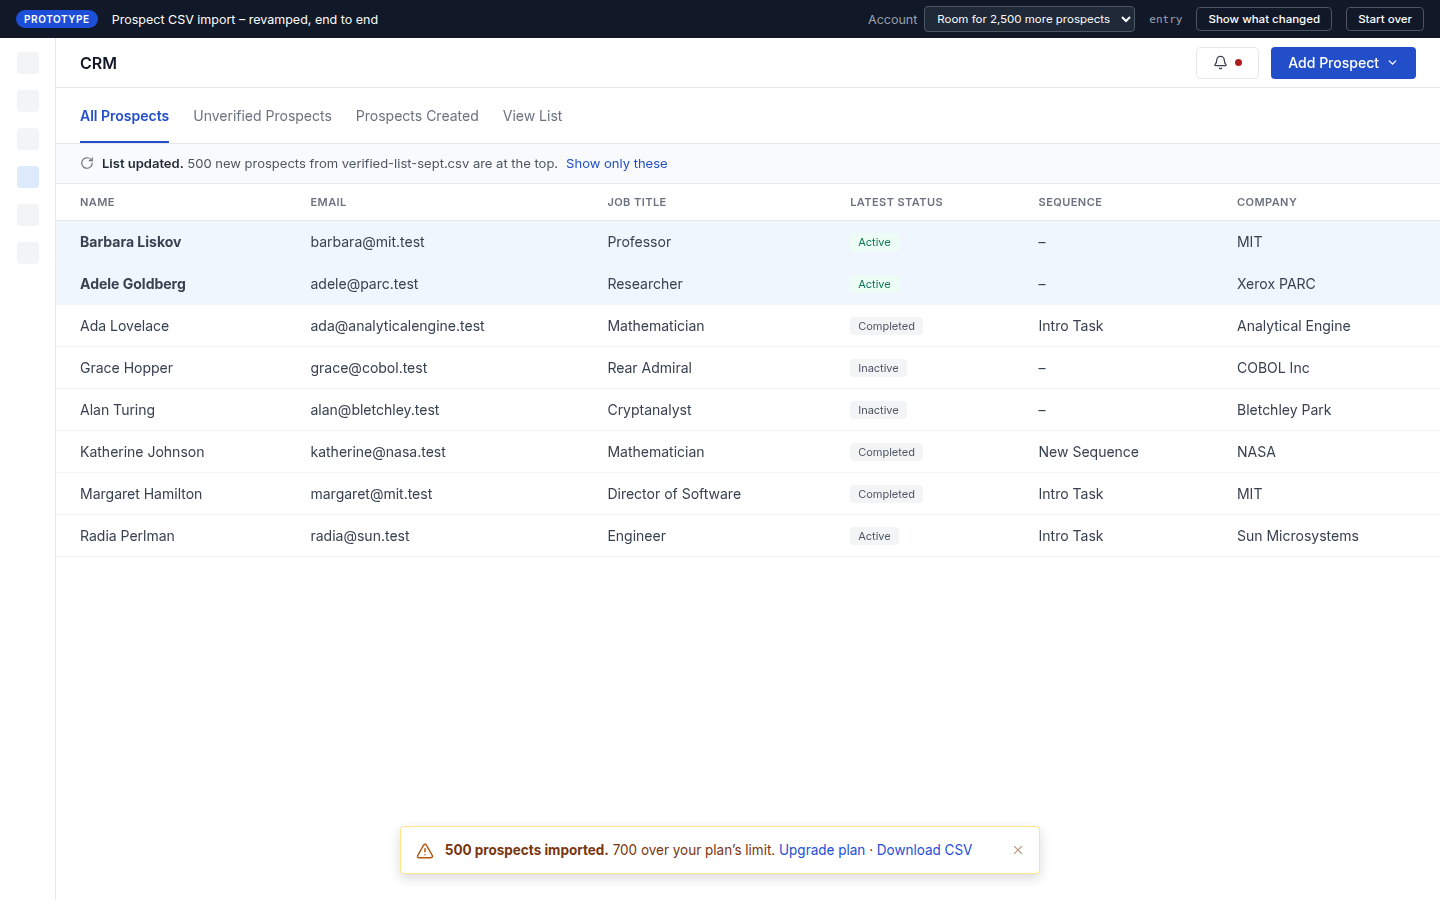 PROTOTYPE Prospect CSV import – revamped, end to end Account Room for 2,500 more prospects entry Show what changed Start over
CRM Add Prospect
All Prospects Unverified Prospects Prospects Created View List
List updated. 500 new prospects from verified-list-sept.csv are at the top. Show only these
NAME EMAIL JOB TITLE LATEST STATUS SEQUENCE COMPANY
Barbara Liskov barbara@mit.test Professor Active – MIT
Adele Goldberg adele@parc.test Researcher Active – Xerox PARC
Ada Lovelace ada@analyticalengine.test Mathematician Completed Intro Task Analytical Engine
Grace Hopper grace@cobol.test Rear Admiral Inactive – COBOL Inc
Alan Turing alan@bletchley.test Cryptanalyst Inactive – Bletchley Park
Katherine Johnson katherine@nasa.test Mathematician Completed New Sequence NASA
Margaret Hamilton margaret@mit.test Director of Software Completed Intro Task MIT
Radia Perlman radia@sun.test Engineer Active Intro Task Sun Microsystems
500 prospects imported. 700 over your plan’s limit. Upgrade plan · Download CSV